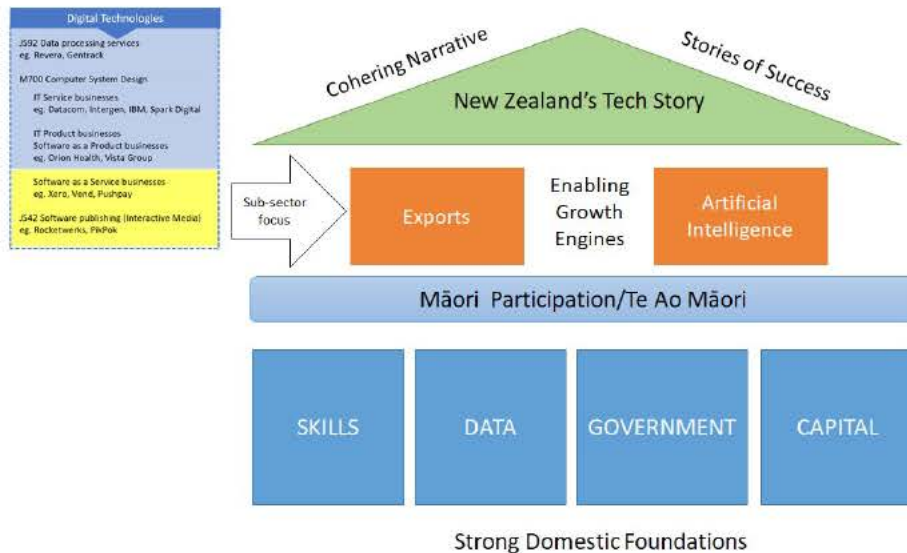 Digital Technologies
J592 Data processing services
eg. Revera, Gentrack
M700 Computer System Design
IT Service businesses
eg. Datacom, Intergen, IBM, Spark Digital
IT Product businesses
Software as a Product businesses
eg. Orion Health, Vista Group
Software as a Service businesses
eg. Xero, Vend, Pushpay
J542 Software publishing (Interactive Media)
eg. Rocketwerks, PikPok
Cohering Narrative
Stories of Success
New Zealand's Tech Story
Sub-sector
focus
Exports
Enabling
Growth
Engines
Artificial
Intelligence
Māori Participation/Te Ao Māori
SKILLS
DATA
GOVERNMENT
CAPITAL
Strong Domestic Foundations